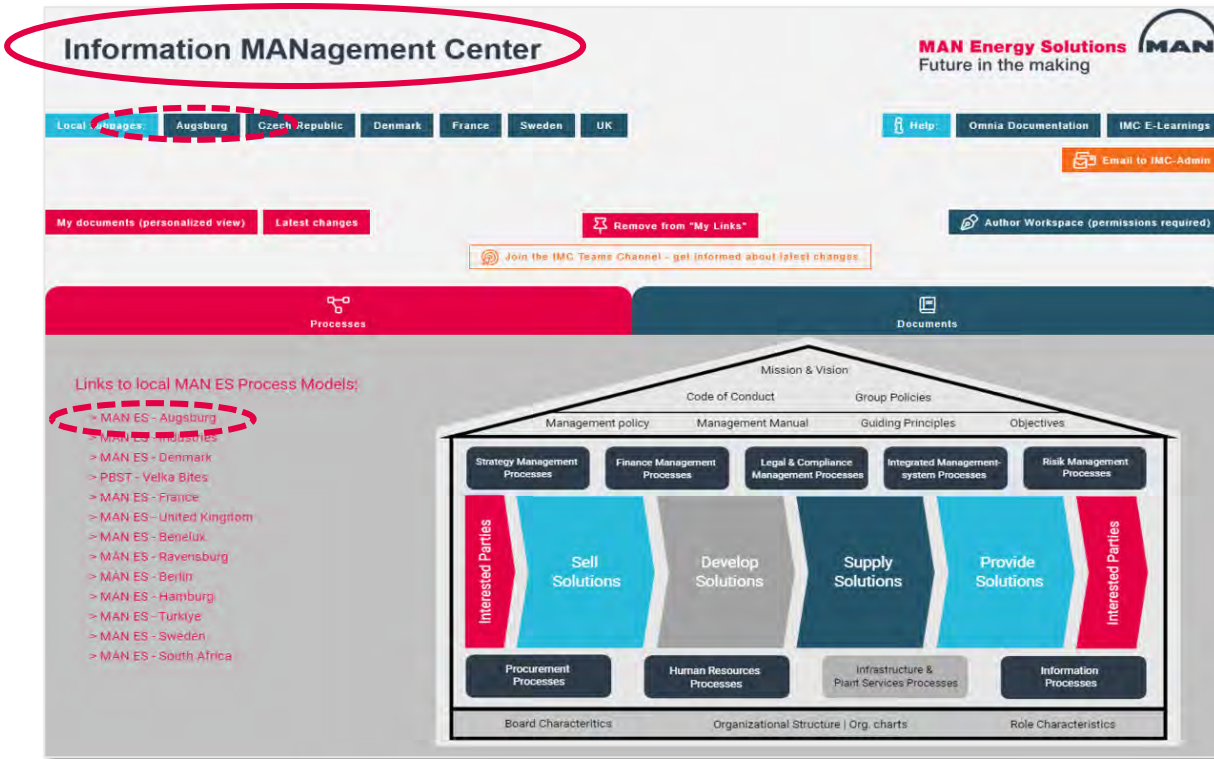 Information MANagement Center
MAN Energy Solutions
Future in the making
MAN
Local Subpages:
Augsburg
Czech Republic
Denmark
France
Sweden
UK
Help:
Omnia Documentation
IMC E-Learnings
Email to IMC-Admin
My documents (personalized view)
Latest changes
Remove from "My Links"
Author Workspace (permissions required)
Join the IMC Teams Channel - get informed about latest changes
Processes
Documents
Links to local MAN ES Process Models:
> MAN ES - Augsburg
> MAN ES - Industries
> MAN ES - Denmark
> PBST - Velka Bites
> MAN ES - France
> MAN ES - United Kingdom
> MAN ES - Benelux
> MAN ES - Ravensburg
> MAN ES - Berlin
> MAN ES - Hamburg
> MAN ES - Türkiye
> MAN ES - Sweden
> MAN ES - South Africa
Mission & Vision
Code of Conduct
Group Policies
Management policy
Management Manual
Guiding Principles
Objectives
Strategy Management
Processes
Finance Management
Processes
Legal & Compliance
Management Processes
Integrated Management-
system Processes
Risik Management
Processes
Interested Parties
Sell
Solutions
Develop
Solutions
Supply
Solutions
Provide
Solutions
Interested Parties
Procurement
Processes
Human Resources
Processes
Infrastructure &
Plant Services Processes
Information
Processes
Board Characteritics
Organizational Structure | Org. charts
Role Characteristics